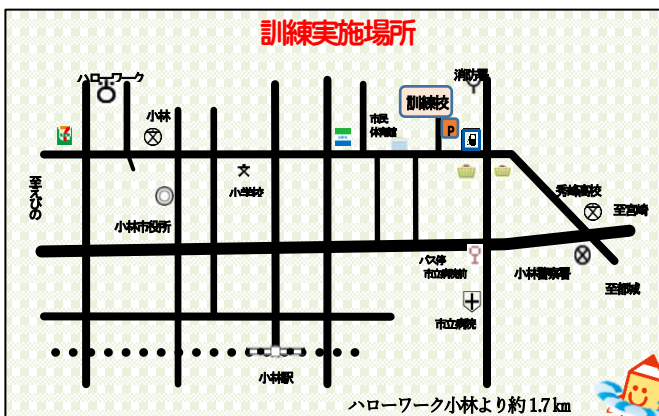 訓練実施場所
ハローワーク
消防署
訓練校
小林
市民
体育館
P
小学校
至えびの
秀峰高校
至宮崎
小林市役所
バス停
市立病院前
小林警察署
至都城
市立病院
小林駅
ハローワーク小林より約1.7㎞